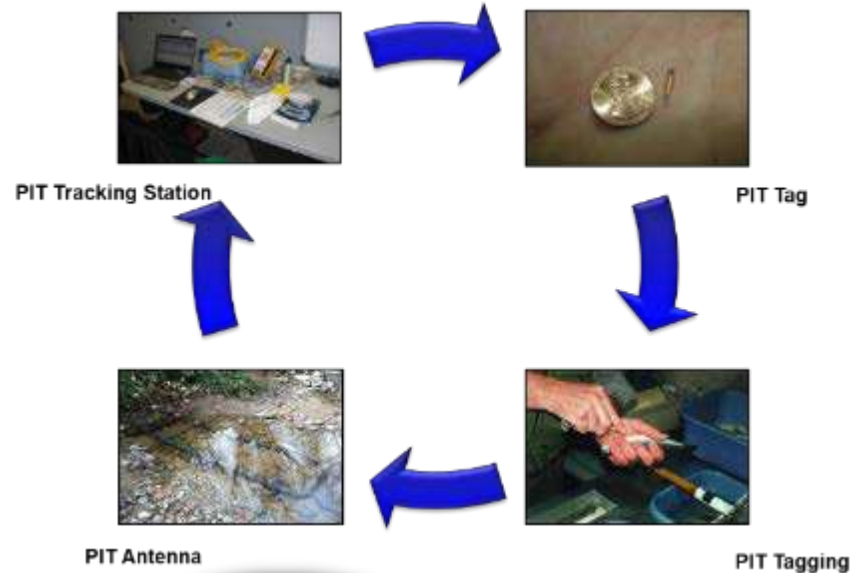 PIT Tracking Station
PIT Tag
PIT Antenna
PIT Tagging